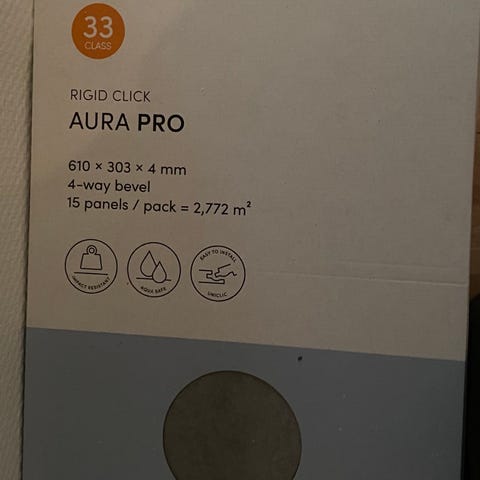 33
CLASS
RIGID CLICK
AURA PRO
610 × 303 × 4 mm
4-way bevel
15 panels / pack = 2,772 m²
IMPACT RESISTANT
AQUA SAFE
EASY TO INSTALL
UNICLIC